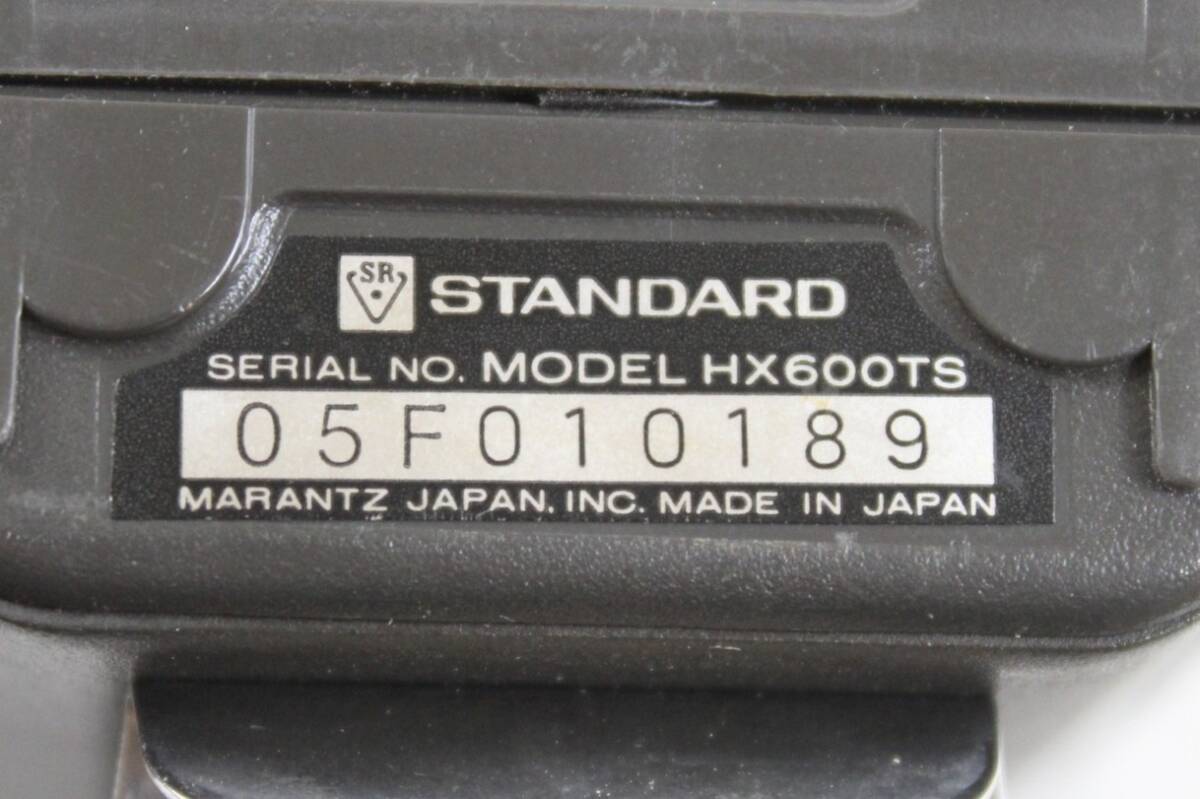 SR STANDARD
SERIAL NO. MODEL HX600TS
05F010189
MARANTZ JAPAN. INC. MADE IN JAPAN